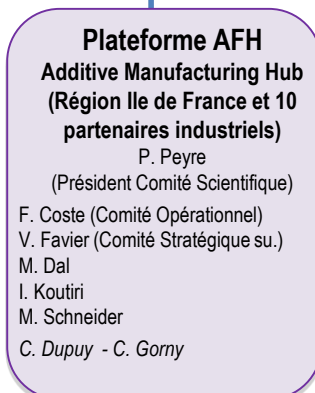 Plateforme AFH
Additive Manufacturing Hub
(Région Ile de France et 10
partenaires industriels)
P. Peyre
(Président Comité Scientifique)
F. Coste (Comité Opérationnel)
V. Favier (Comité Stratégique su.)
M. Dal
I. Koutiri
M. Schneider
C. Dupuy - C. Gorny